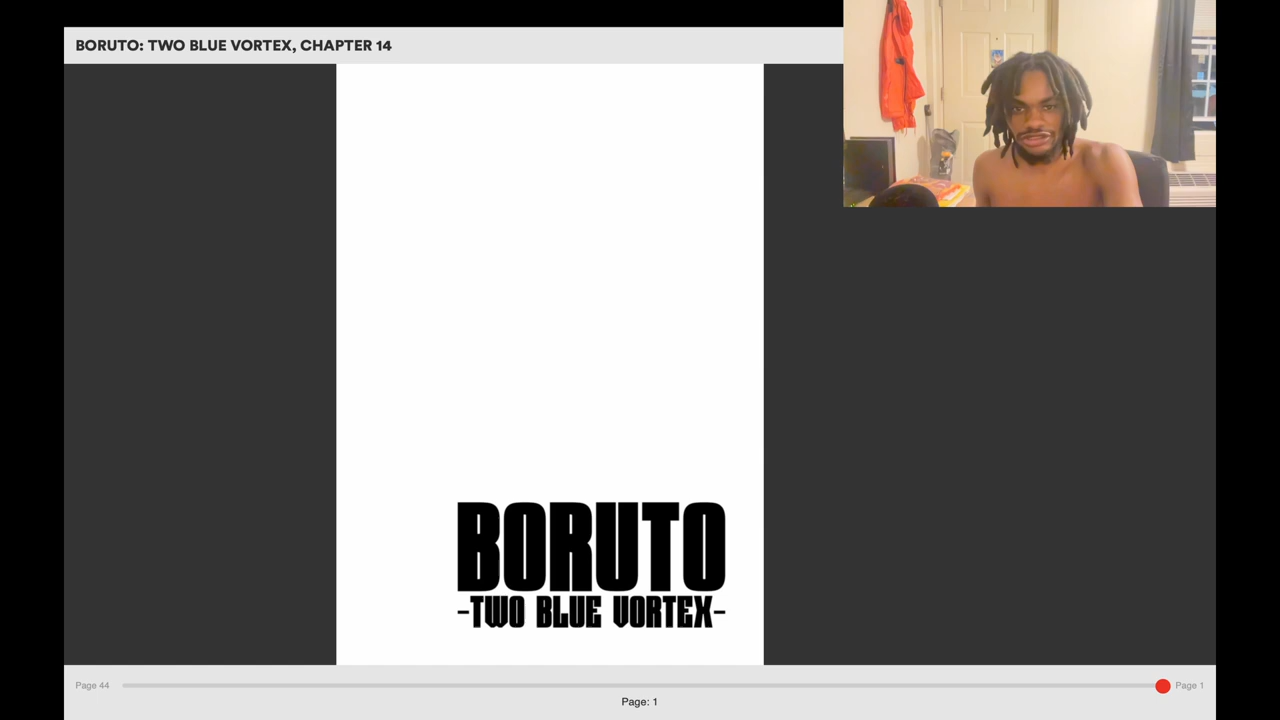 BORUTO: TWO BLUE VORTEX, CHAPTER 14
BORUTO
-TWO BLUE VORTEX-
Page 44
Page 1
Page: 1